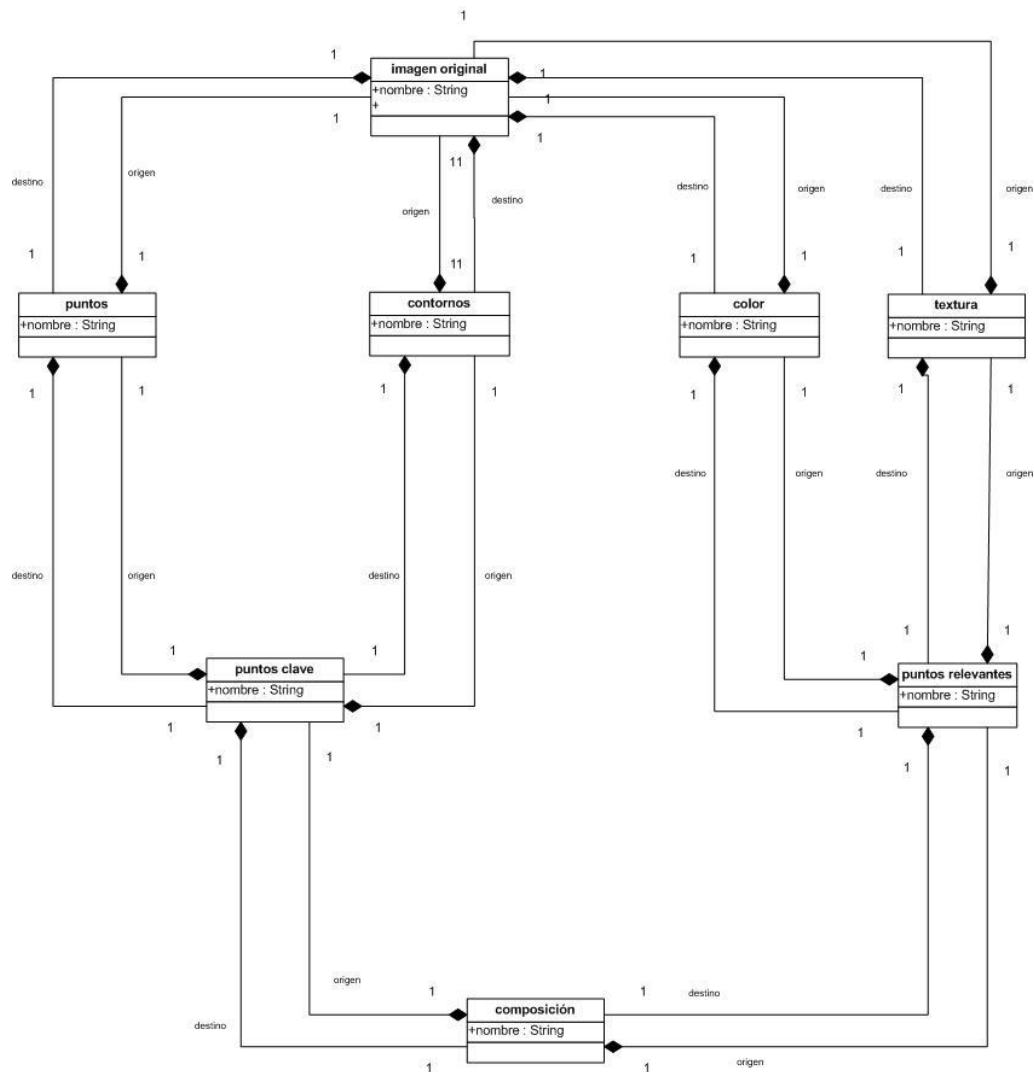 1
1
imagen original
1
+nombre : String
1
+
1
1
11
origen
destino
destino
origen
destino
origen
destino
origen
1
1
11
1
1
1
1
puntos
contornos
color
textura
+nombre : String
+nombre : String
+nombre : String
+nombre : String
1
1
1
1
1
1
1
1
destino
origen
destino
origen
destino
origen
destino
origen
1
1
1
1
1
puntos clave
puntos relevantes
+nombre : String
+nombre : String
1
1
1
1
1
1
1
1
origen
1
1
destino
composición
+nombre : String
destino
origen
1
1